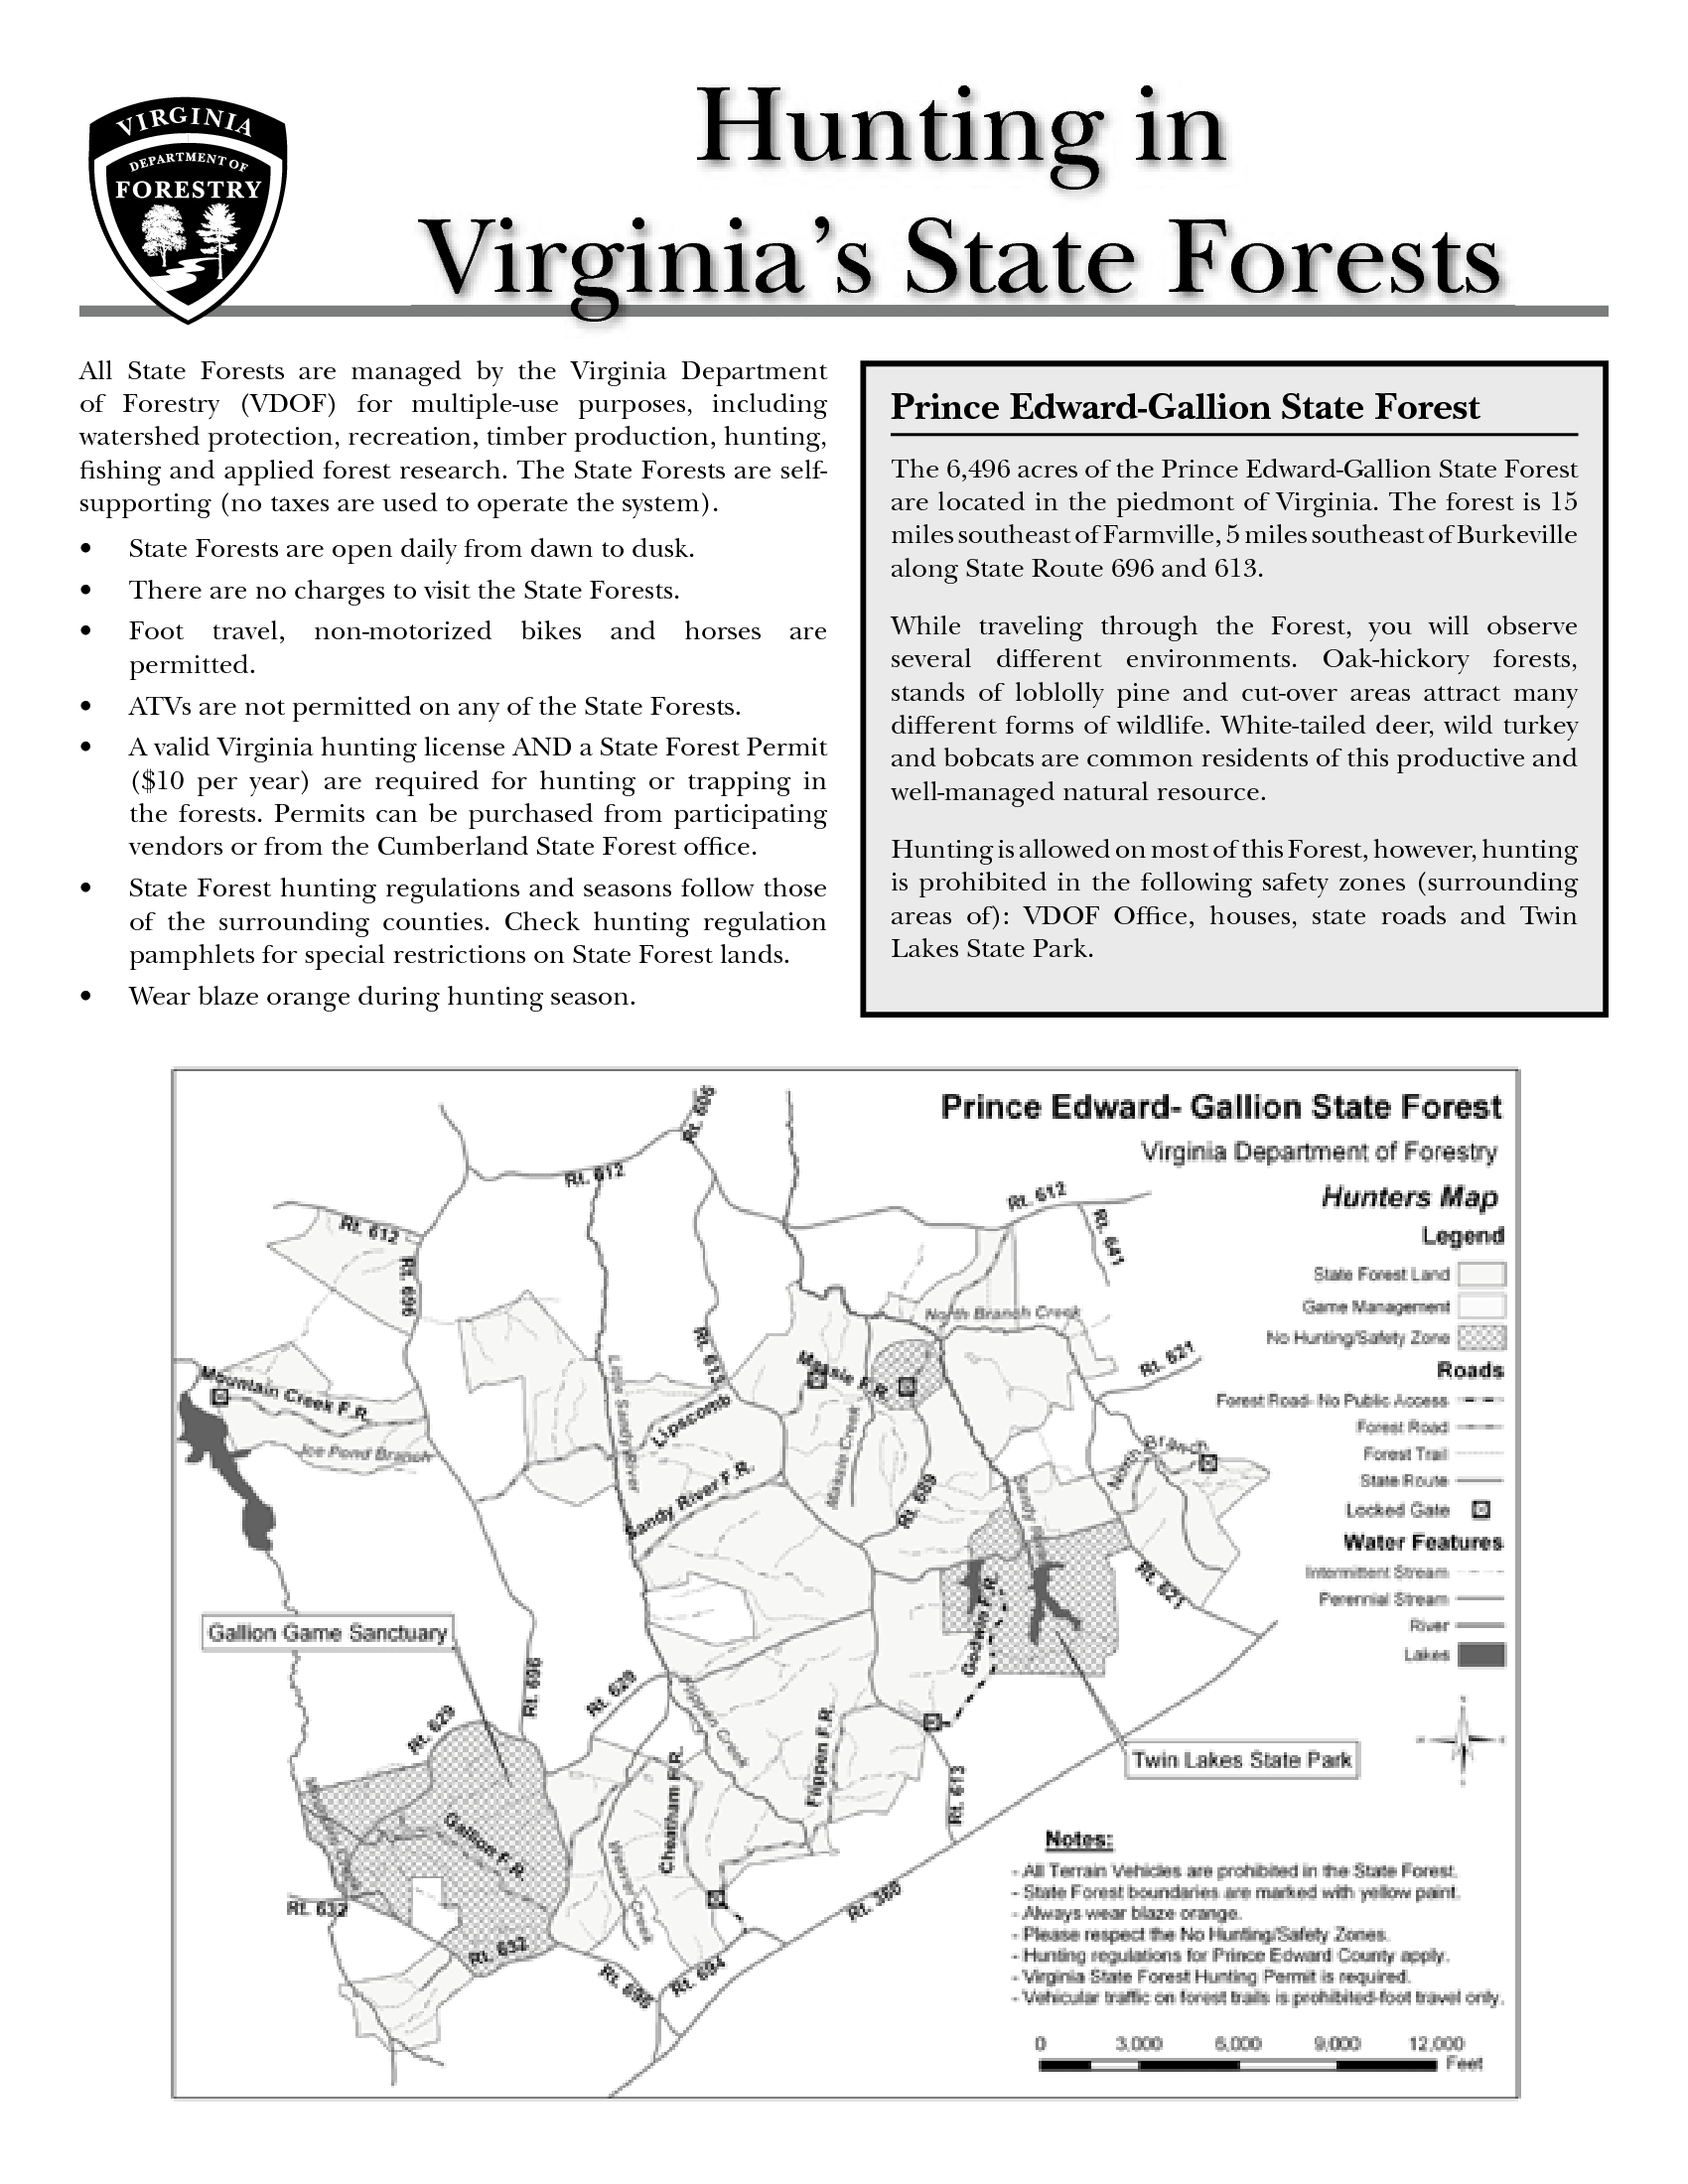 VIRGINIA
DEPARTMENT OF
FORESTRY
Hunting in
Virginia’s State Forests
All State Forests are managed by the Virginia Department
of Forestry (VDOF) for multiple-use purposes, including
watershed protection, recreation, timber production, hunting,
fishing and applied forest research. The State Forests are self-
supporting (no taxes are used to operate the system).
• State Forests are open daily from dawn to dusk.
• There are no charges to visit the State Forests.
• Foot travel, non-motorized bikes and horses are
permitted.
• ATVs are not permitted on any of the State Forests.
• A valid Virginia hunting license AND a State Forest Permit
($10 per year) are required for hunting or trapping in
the forests. Permits can be purchased from participating
vendors or from the Cumberland State Forest office.
• State Forest hunting regulations and seasons follow those
of the surrounding counties. Check hunting regulation
pamphlets for special restrictions on State Forest lands.
• Wear blaze orange during hunting season.
Prince Edward-Gallion State Forest
The 6,496 acres of the Prince Edward-Gallion State Forest
are located in the piedmont of Virginia. The forest is 15
miles southeast of Farmville, 5 miles southeast of Burkeville
along State Route 696 and 613.
While traveling through the Forest, you will observe
several different environments. Oak-hickory forests,
stands of loblolly pine and cut-over areas attract many
different forms of wildlife. White-tailed deer, wild turkey
and bobcats are common residents of this productive and
well-managed natural resource.
Hunting is allowed on most of this Forest, however, hunting
is prohibited in the following safety zones (surrounding
areas of): VDOF Office, houses, state roads and Twin
Lakes State Park.
Prince Edward- Gallion State Forest
Virginia Department of Forestry
Hunters Map
Legend
State Forest Land
Game Management
No Hunting/Safety Zone
Roads
Forest Road- No Public Access
Forest Road
Forest Trail
State Route
Locked Gate
Water Features
Intermittent Stream
Perennial Stream
River
Lakes
Rt. 606
Rt. 612
Rt. 612
Rt. 641
Rt. 612
Rt. 696
North Branch Creek
Rt. 621
Rt. 613
Massie F.R.
Mountain Creek F.R.
Little Sandy River
Lipscomb
Massie Creek
Ice Pond Branch
North Branch
Sandy River F.R.
Rt. 689
Sandy
Rt. 621
Godwin F.R.
Gallion Game Sanctuary
Rt. 696
Rt. 629
Rt. 629
Flippen Creek
Flippen F.R.
Twin Lakes State Park
Rt. 613
Cheatham F.R.
Gallion F.R.
Weaver Creek
Rt. 632
Rt. 632
Rt. 696
Rt. 694
Rt. 360
Notes:
- All Terrain Vehicles are prohibited in the State Forest.
- State Forest boundaries are marked with yellow paint.
- Always wear blaze orange.
- Please respect the No Hunting/Safety Zones.
- Hunting regulations for Prince Edward County apply.
- Virginia State Forest Hunting Permit is required.
- Vehicular traffic on forest trails is prohibited-foot travel only.
0 3,000 6,000 9,000 12,000
Feet